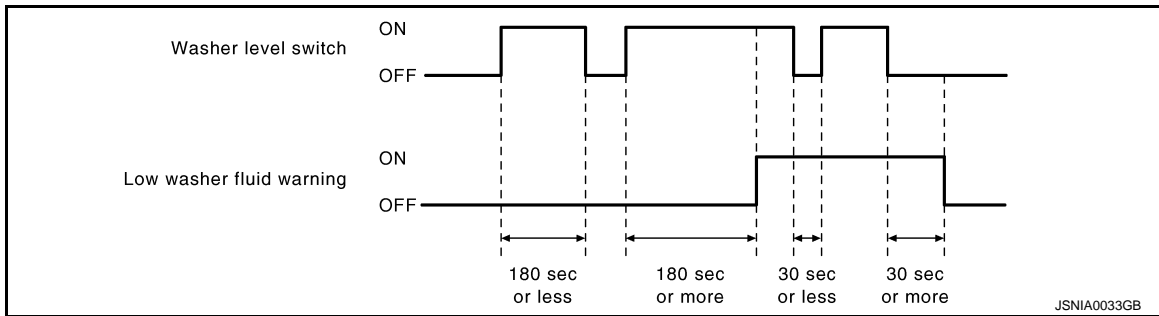 ON
Washer level switch
OFF
ON
Low washer fluid warning
OFF
180 sec
or less
180 sec
or more
30 sec
or less
30 sec
or more
JSNIA0033GB